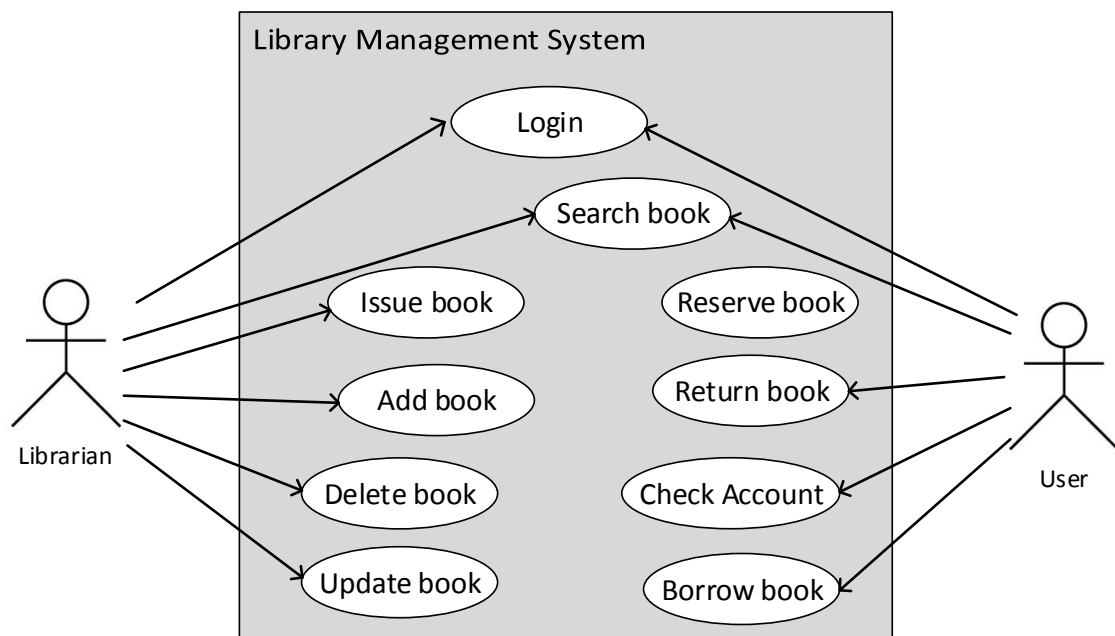 Library Management System
Login
Search book
Issue book
Reserve book
Add book
Return book
Librarian
User
Delete book
Check Account
Update book
Borrow book